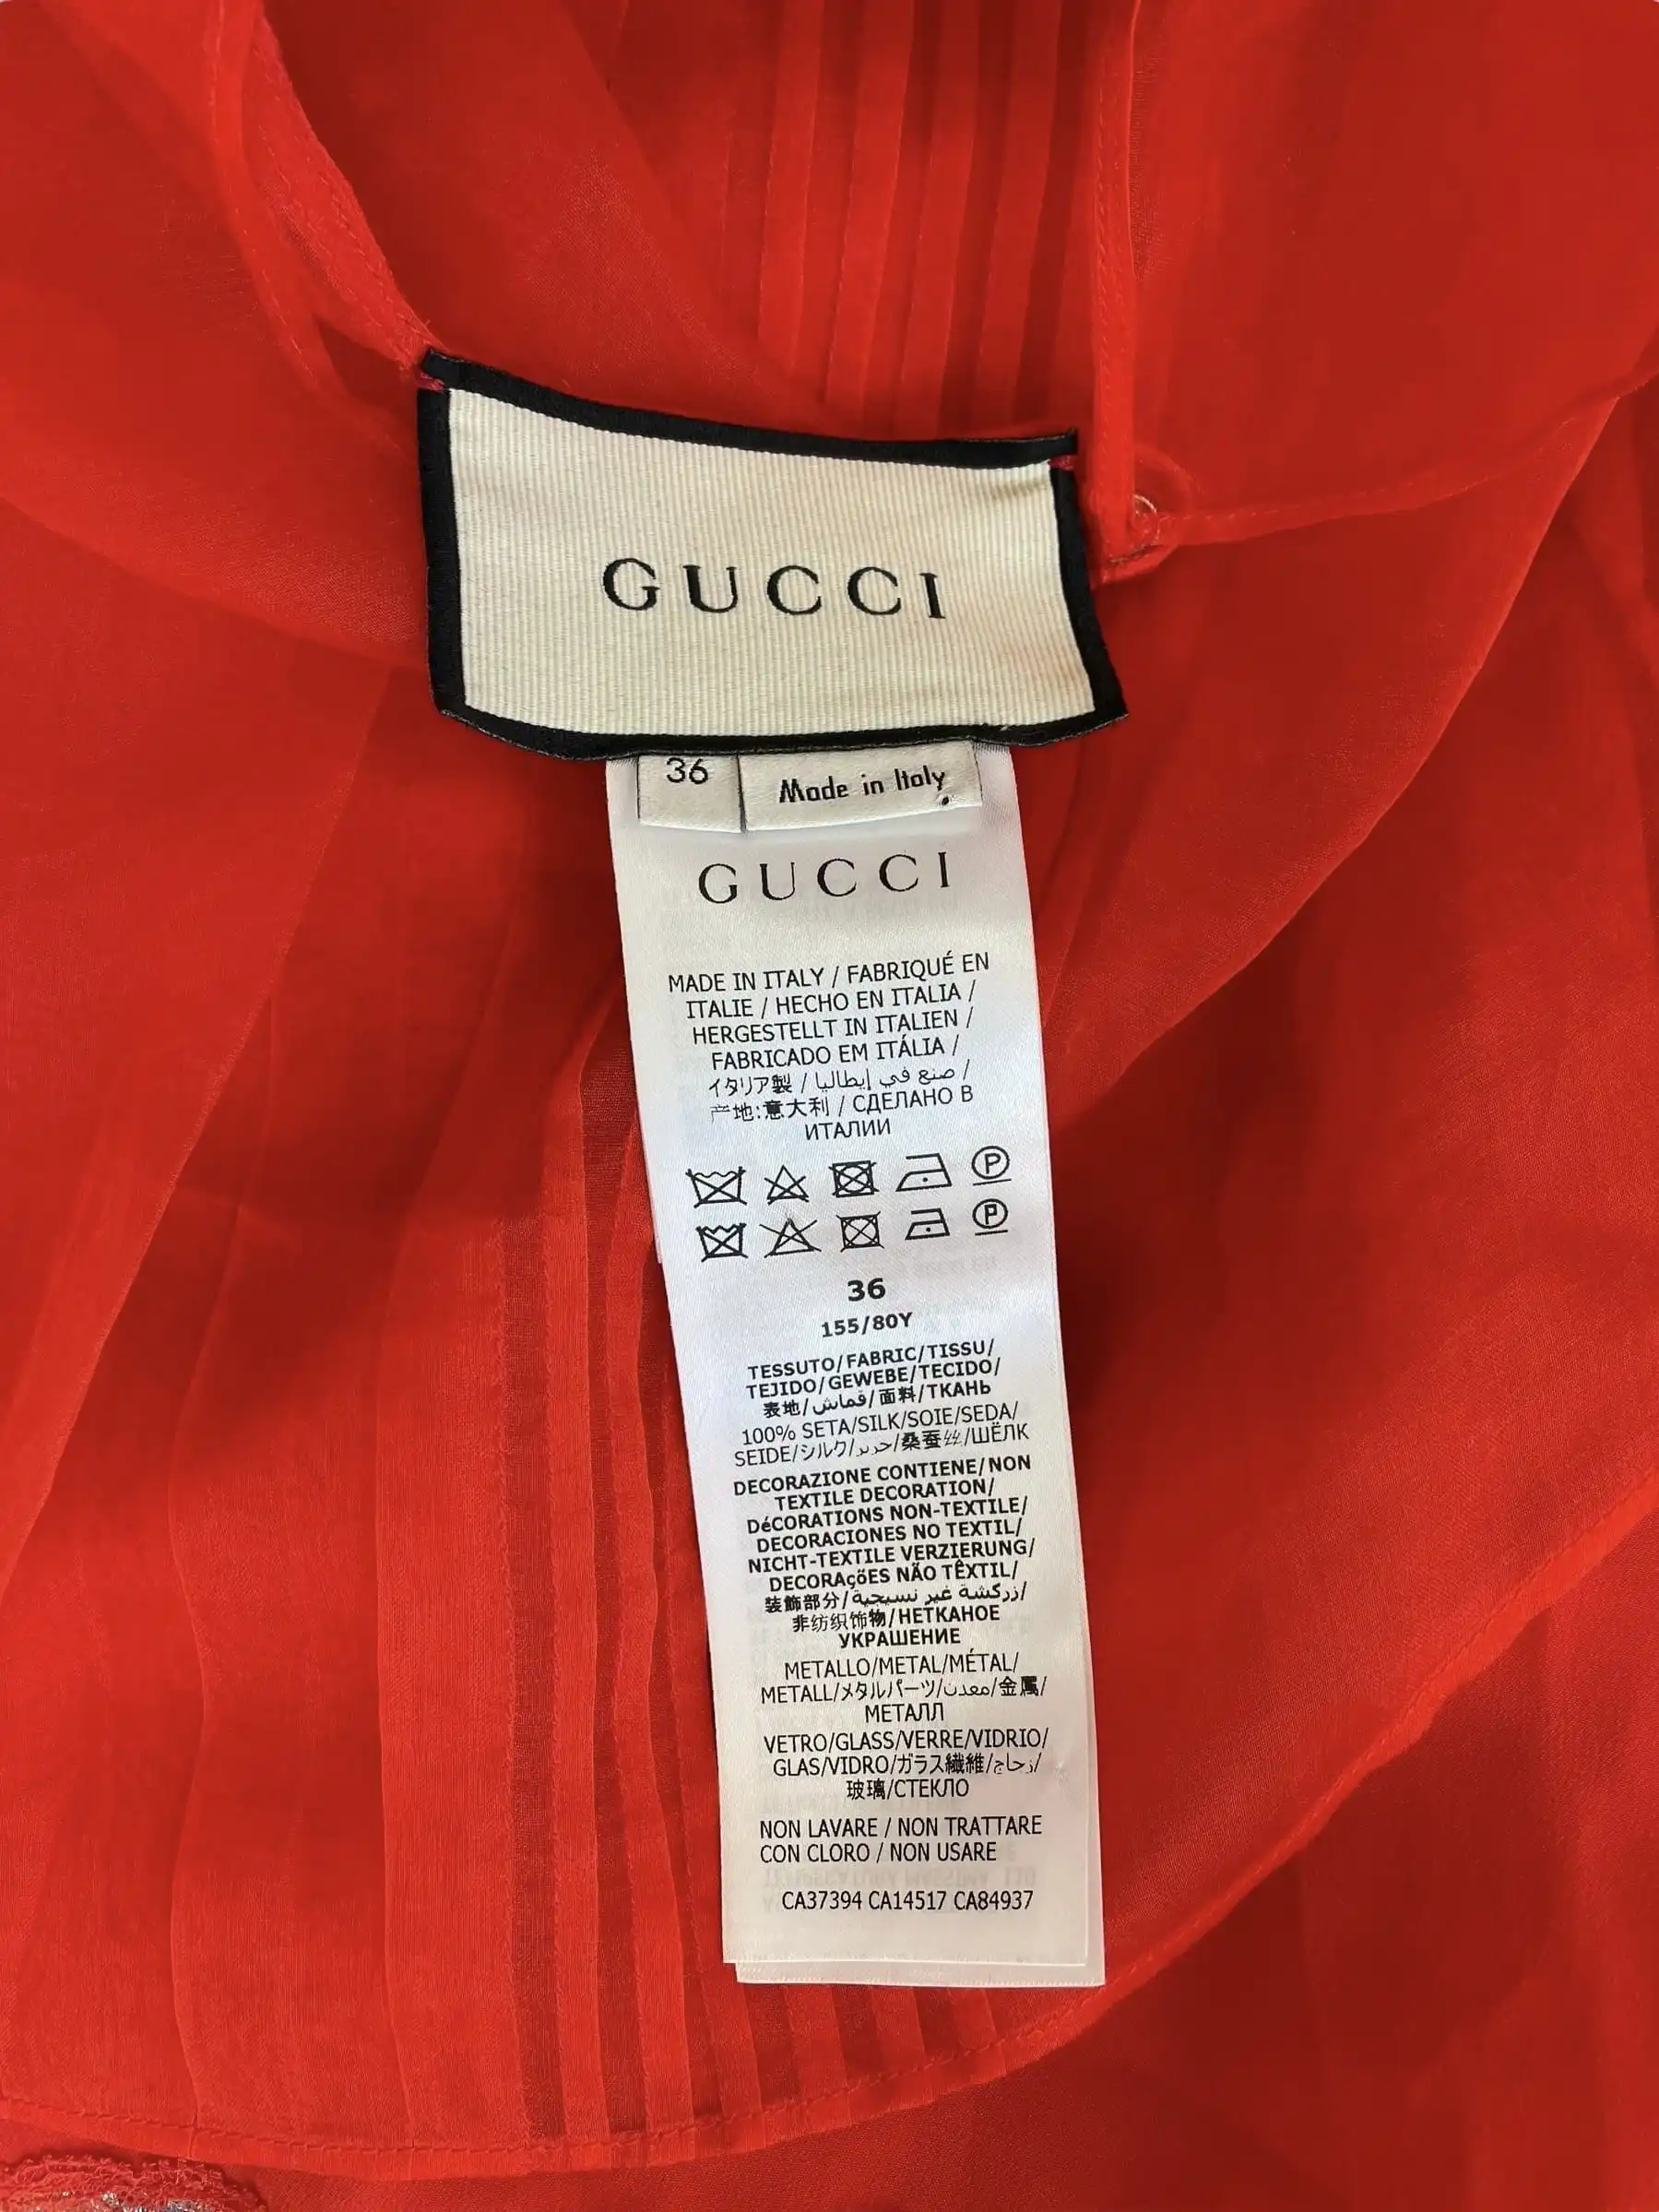 GUCCI
36
Made in Italy
GUCCI
MADE IN ITALY / FABRIQUÉ EN
ITALIE / HECHO EN ITALIA /
HERGESTELLT IN ITALIEN /
FABRICADO EM ITÁLIA /
イタリア製 / صنع في إيطاليا /
产地:意大利 / СДЕЛАНО В
ИТАЛИИ
P
P
36
155/80Y
TESSUTO/FABRIC/TISSU/
TEJIDO/GEWEBE/TECIDO/
表地/قماش/面料/ТКАНЬ
100% SETA/SILK/SOIE/SEDA/
SEIDE/シルク/حرير/桑蚕丝/ШЁЛК
DECORAZIONE CONTIENE/NON
TEXTILE DECORATION/
DéCORATIONS NON-TEXTILE/
DECORACIONES NO TEXTIL/
NICHT-TEXTILE VERZIERUNG/
DECORAçõES NÃO TÊXTIL/
装飾部分/زركشة غير نسيجية/
非纺织饰物/НЕТКАНОЕ
УКРАШЕНИЕ
METALLO/METAL/MÉTAL/
METALL/メタルパーツ/معدن/金属/
МЕТАЛЛ
VETRO/GLASS/VERRE/VIDRIO/
GLAS/VIDRO/ガラス繊維/زجاج/
玻璃/СТЕКЛО
NON LAVARE / NON TRATTARE
CON CLORO / NON USARE
CA37394 CA14517 CA84937